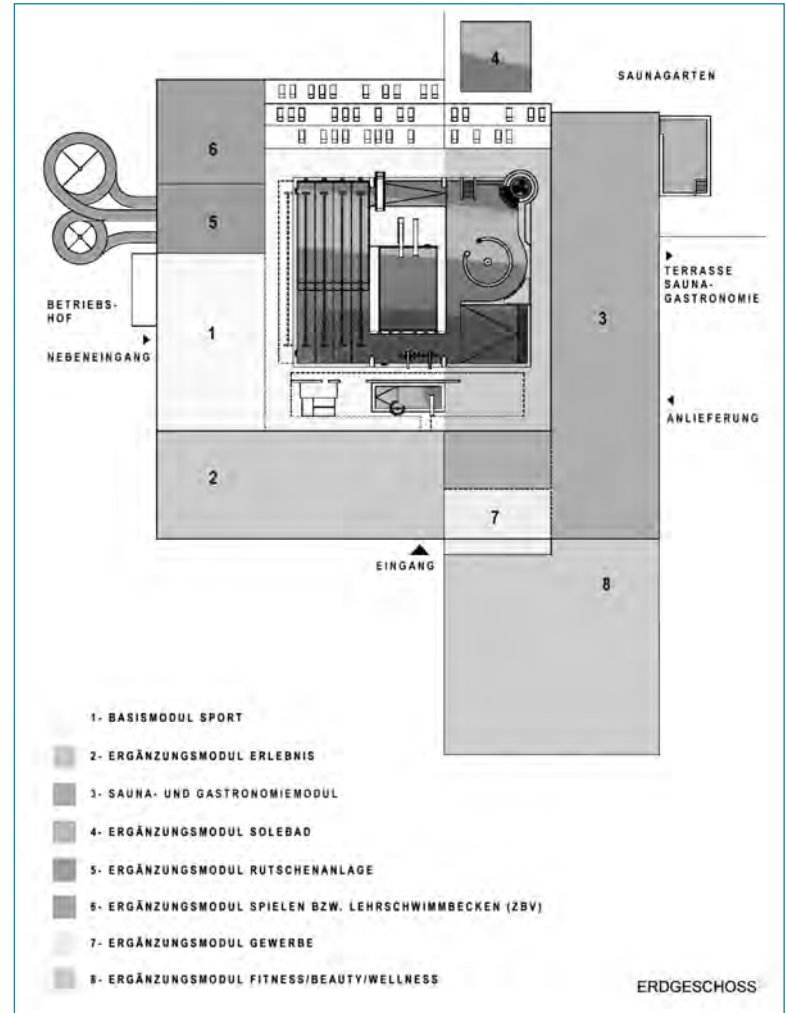 4
SAUNAGARTEN
6
5
BETRIEBS-
HOF
NEBENEINGANG
1
3
TERRASSE
SAUNA-
GASTRONOMIE
ANLIEFERUNG
2
7
EINGANG
8
1- BASISMODUL SPORT
2- ERGÄNZUNGSMODUL ERLEBNIS
3- SAUNA- UND GASTRONOMIEMODUL
4- ERGÄNZUNGSMODUL SOLEBAD
5- ERGÄNZUNGSMODUL RUTSCHENANLAGE
6- ERGÄNZUNGSMODUL SPIELEN BZW. LEHRSCHWIMMBECKEN (ZBV)
7- ERGÄNZUNGSMODUL GEWERBE
8- ERGÄNZUNGSMODUL FITNESS/BEAUTY/WELLNESS
ERDGESCHOSS